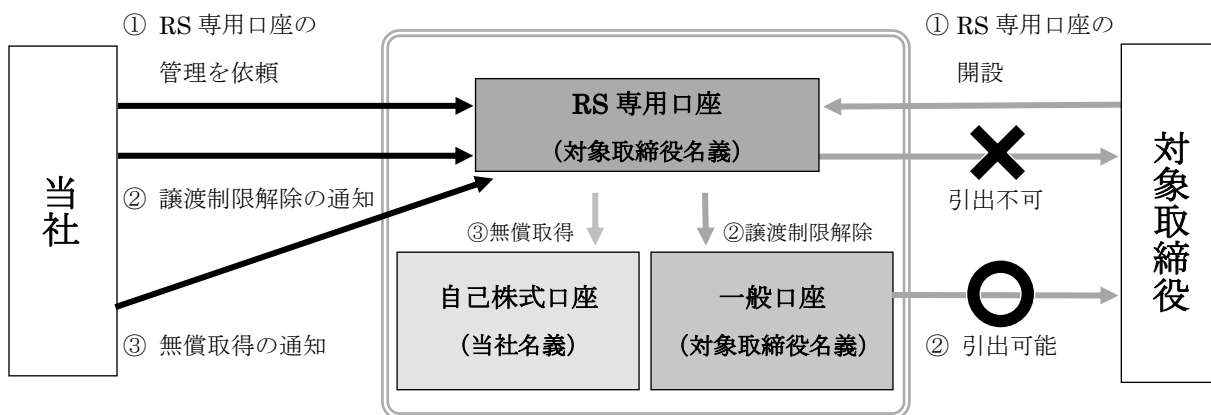 ① RS 専用口座の
管理を依頼
② 譲渡制限解除の通知
③ 無償取得の通知
当社
RS 専用口座
(対象取締役名義)
③無償取得
②譲渡制限解除
自己株式口座
(当社名義)
一般口座
(対象取締役名義)
① RS 専用口座の
開設
引出不可
② 引出可能
対象取締役